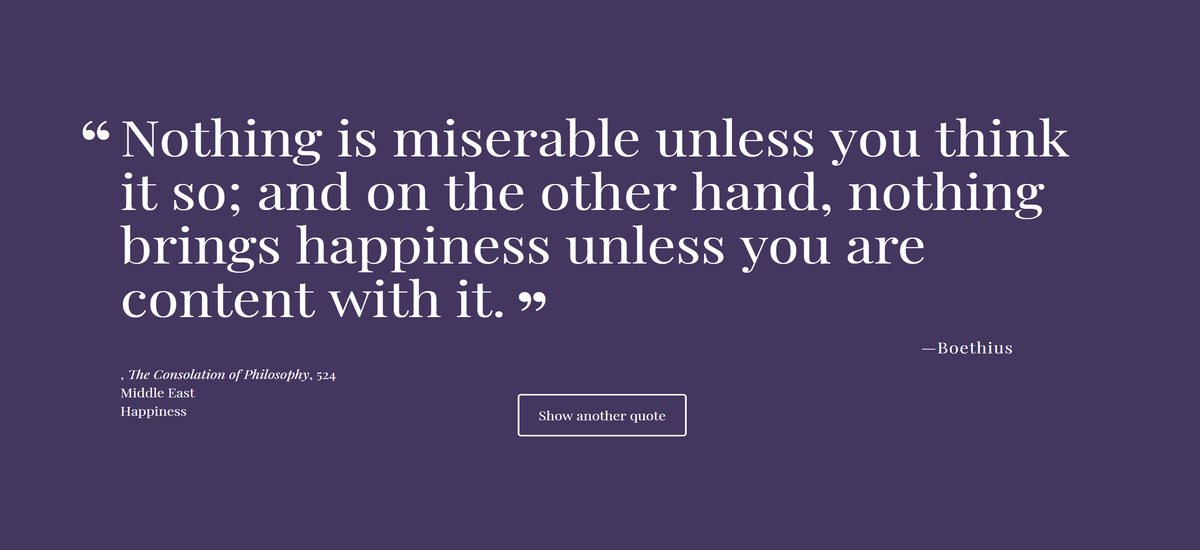 “ Nothing is miserable unless you think
it so; and on the other hand, nothing
brings happiness unless you are
content with it. ”
—Boethius
, The Consolation of Philosophy, 524
Middle East
Happiness
Show another quote